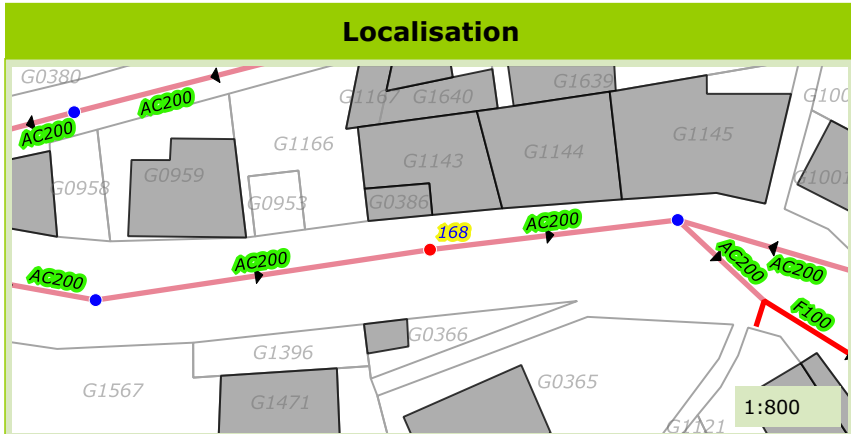 Localisation
G0380
AC200
AC200
G1167
G1640
G1639
G1145
G0958
G0959
G1166
G0953
G1143
G0386
G1144
G1001
168
AC200
AC200
AC200
AC200
AC200
F100
G1567
G1396
G0366
G1471
G0365
G1121
1:800